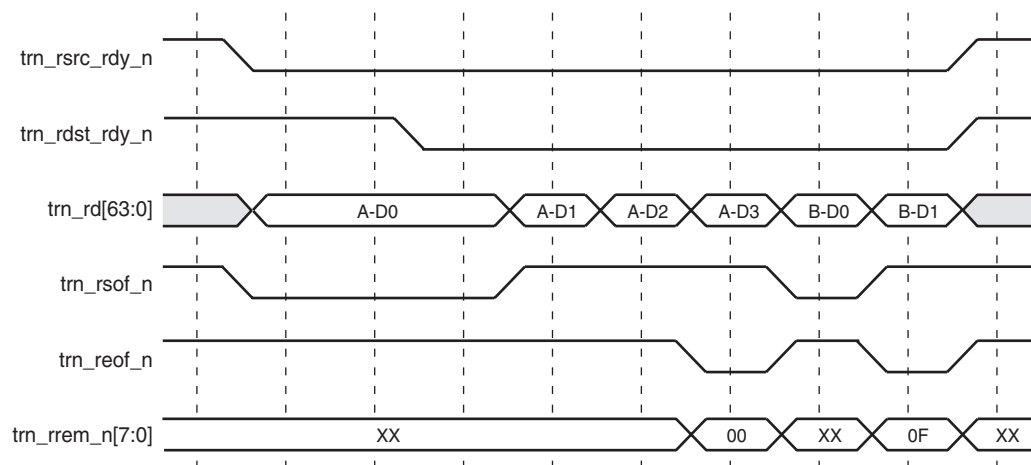 trn_rsrc_rdy_n
trn_rdst_rdy_n
trn_rd[63:0] A-D0 A-D1 A-D2 A-D3 B-D0 B-D1
trn_rsof_n
trn_reof_n
trn_rrem_n[7:0] XX 00 XX 0F XX